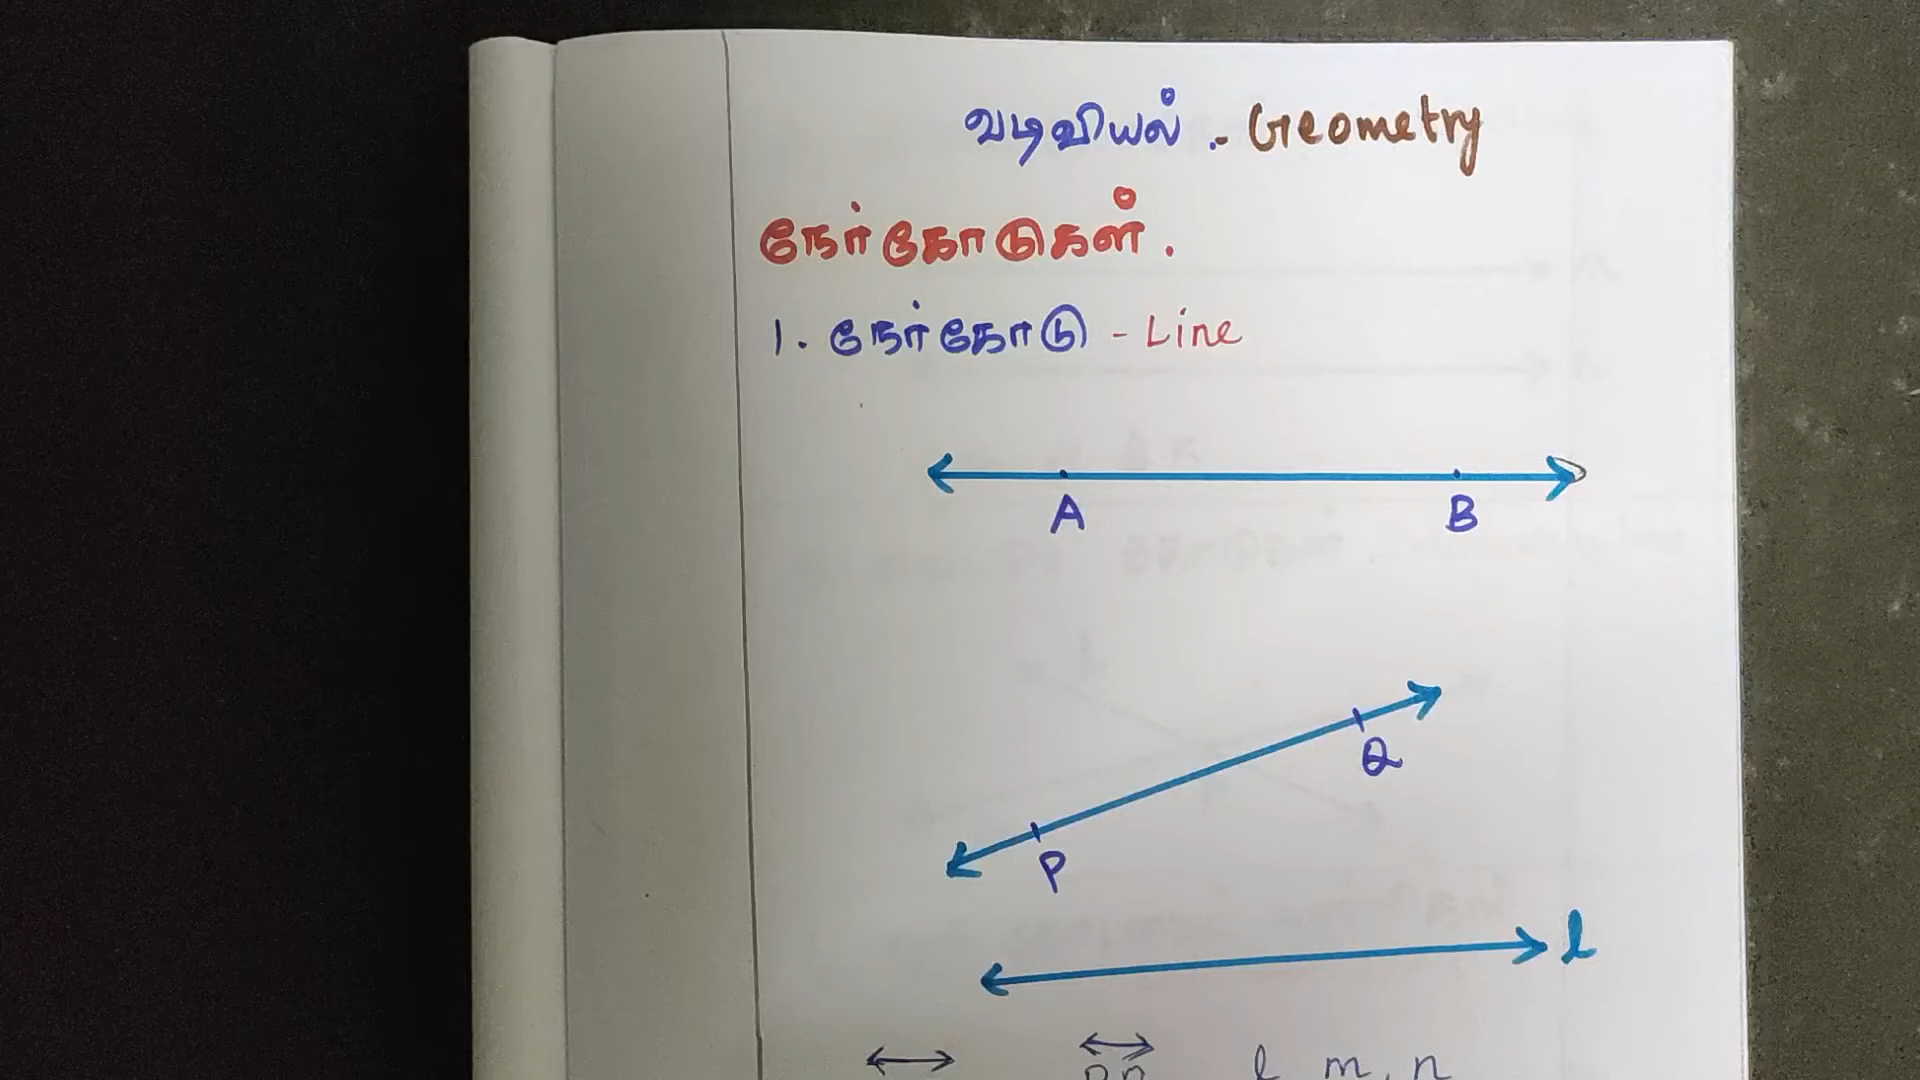 வடிவியல் - Geometry
நேர்கோடுகள்.
1. நேர்கோடு - Line
A B
Q
P
l
l m, n